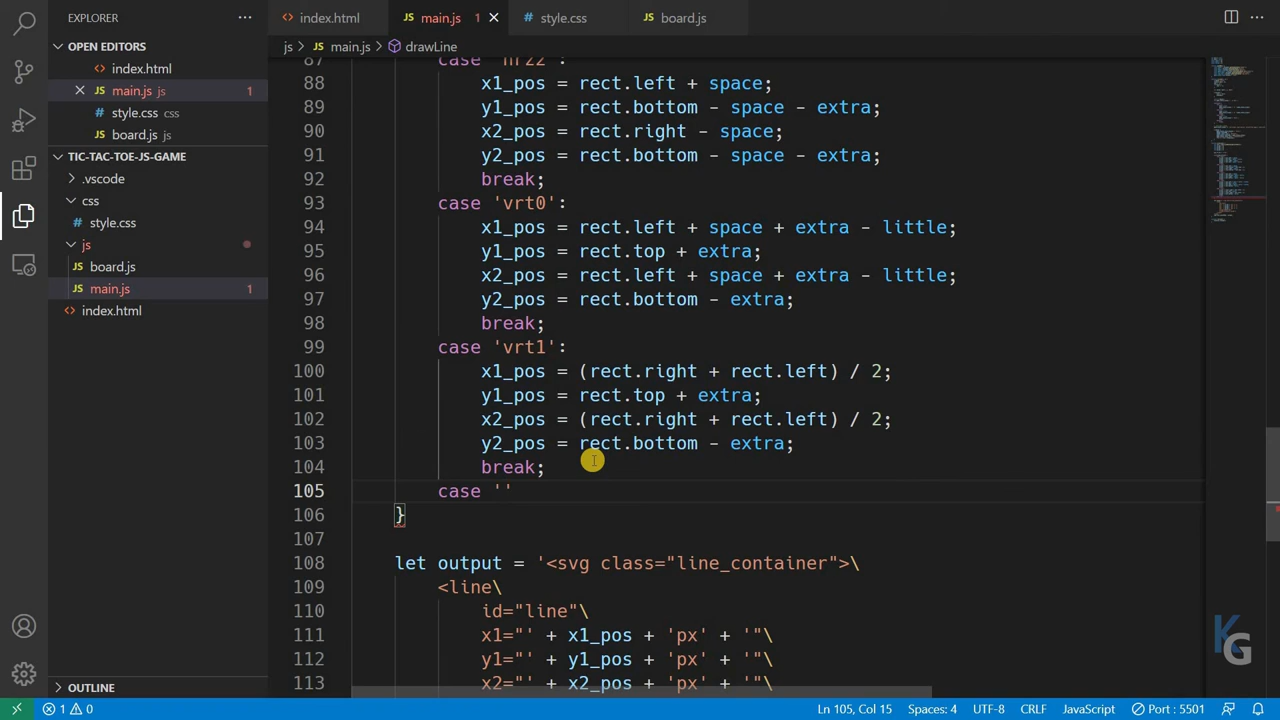 EXPLORER
OPEN EDITORS
index.html
main.js js 1
style.css css
board.js js
TIC-TAC-TOE-JS-GAME
.vscode
css
style.css
js
board.js
main.js 1
index.html
OUTLINE
index.html
main.js 1
style.css
board.js
js > main.js > drawLine
87 case 'hrz2':
88 x1_pos = rect.left + space;
89 y1_pos = rect.bottom - space - extra;
90 x2_pos = rect.right - space;
91 y2_pos = rect.bottom - space - extra;
92 break;
93 case 'vrt0':
94 x1_pos = rect.left + space + extra - little;
95 y1_pos = rect.top + extra;
96 x2_pos = rect.left + space + extra - little;
97 y2_pos = rect.bottom - extra;
98 break;
99 case 'vrt1':
100 x1_pos = (rect.right + rect.left) / 2;
101 y1_pos = rect.top + extra;
102 x2_pos = (rect.right + rect.left) / 2;
103 y2_pos = rect.bottom - extra;
104 break;
105 case ''
106 }
107
108 let output = '<svg class="line_container">\
109 <line\
110 id="line"\
111 x1="' + x1_pos + 'px' + '"\
112 y1="' + y1_pos + 'px' + '"\
113 x2="' + x2_pos + 'px' + '"\
KG
1 0
Ln 105, Col 15
Spaces: 4
UTF-8
CRLF
JavaScript
Port : 5501